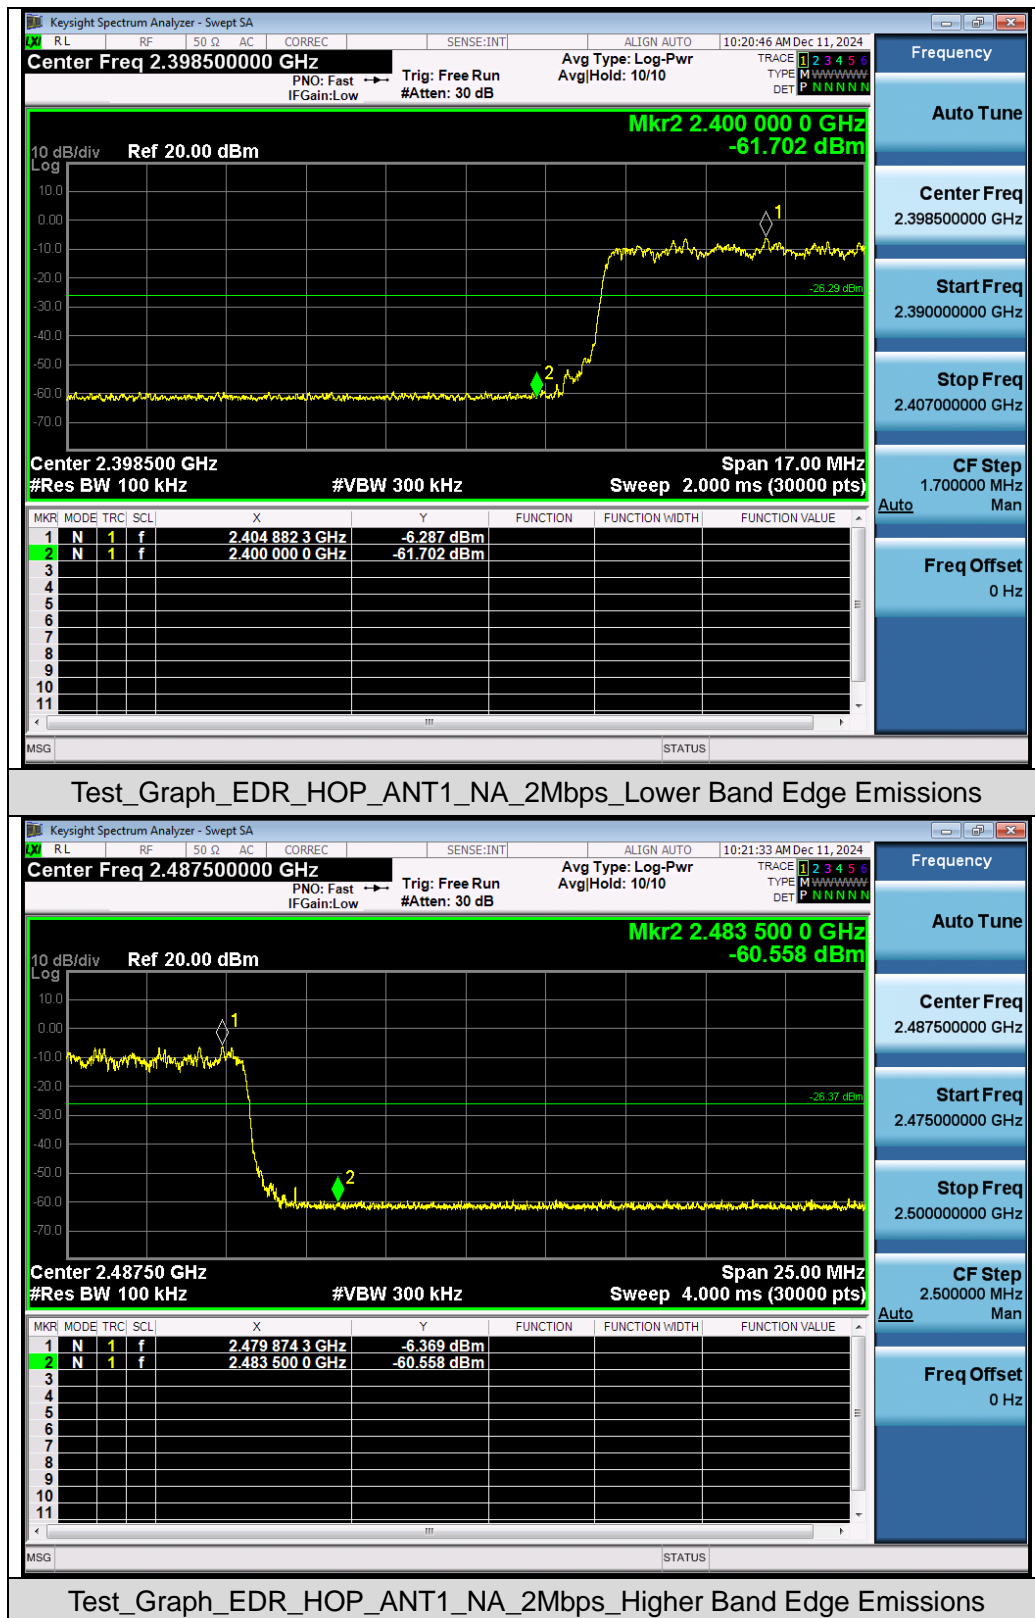 Keysight Spectrum Analyzer - Swept SA
LXI RL RF 50 Ω AC CORREC SENSE:INT ALIGN AUTO 10:20:46 AM Dec 11, 2024
Center Freq 2.398500000 GHz
PNO: Fast
IFGain:Low
Trig: Free Run
#Atten: 30 dB
Avg Type: Log-Pwr
Avg|Hold: 10/10
TRACE 1 2 3 4 5 6
TYPE M WWWWW
DET P N N N N N
Mkr2 2.400 000 0 GHz
-61.702 dBm
10 dB/div Ref 20.00 dBm
Log
10.0
0.00
-10.0
-20.0
-30.0
-40.0
-50.0
-60.0
-70.0
1
2
-26.29 dBm
Center 2.398500 GHz Span 17.00 MHz
#Res BW 100 kHz #VBW 300 kHz Sweep 2.000 ms (30000 pts)
MKR MODE TRC SCL X Y FUNCTION FUNCTION WIDTH FUNCTION VALUE
1 N 1 f 2.404 882 3 GHz -6.287 dBm
2 N 1 f 2.400 000 0 GHz -61.702 dBm
3
4
5
6
7
8
9
10
11
MSG STATUS
Frequency
Auto Tune
Center Freq
2.398500000 GHz
Start Freq
2.390000000 GHz
Stop Freq
2.407000000 GHz
CF Step
1.700000 MHz
Auto Man
Freq Offset
0 Hz
Test_Graph_EDR_HOP_ANT1_NA_2Mbps_Lower Band Edge Emissions
Keysight Spectrum Analyzer - Swept SA
LXI RL RF 50 Ω AC CORREC SENSE:INT ALIGN AUTO 10:21:33 AM Dec 11, 2024
Center Freq 2.487500000 GHz
PNO: Fast
IFGain:Low
Trig: Free Run
#Atten: 30 dB
Avg Type: Log-Pwr
Avg|Hold: 10/10
TRACE 1 2 3 4 5 6
TYPE M WWWWW
DET P N N N N N
Mkr2 2.483 500 0 GHz
-60.558 dBm
10 dB/div Ref 20.00 dBm
Log
10.0
0.00
-10.0
-20.0
-30.0
-40.0
-50.0
-60.0
-70.0
1
2
-26.37 dBm
Center 2.48750 GHz Span 25.00 MHz
#Res BW 100 kHz #VBW 300 kHz Sweep 4.000 ms (30000 pts)
MKR MODE TRC SCL X Y FUNCTION FUNCTION WIDTH FUNCTION VALUE
1 N 1 f 2.479 874 3 GHz -6.369 dBm
2 N 1 f 2.483 500 0 GHz -60.558 dBm
3
4
5
6
7
8
9
10
11
MSG STATUS
Frequency
Auto Tune
Center Freq
2.487500000 GHz
Start Freq
2.475000000 GHz
Stop Freq
2.500000000 GHz
CF Step
2.500000 MHz
Auto Man
Freq Offset
0 Hz
Test_Graph_EDR_HOP_ANT1_NA_2Mbps_Higher Band Edge Emissions